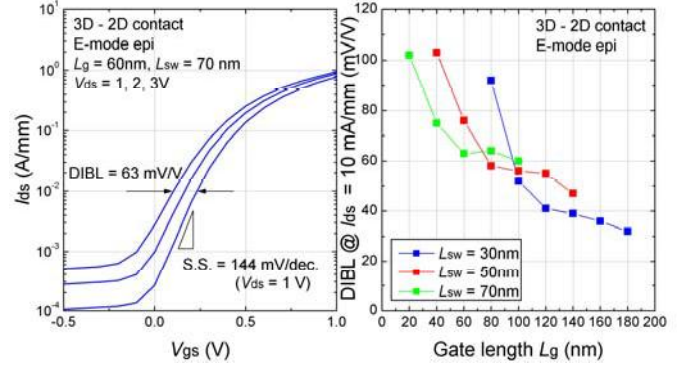 3D - 2D contact
E-mode epi
Lg = 60nm, Lsw = 70 nm
Vds = 1, 2, 3V
DIBL = 63 mV/V
S.S. = 144 mV/dec.
(Vds = 1 V)
Ids (A/mm)
10^1
10^0
10^-1
10^-2
10^-3
10^-4
-0.5 0.0 0.5 1.0
Vgs (V)
3D - 2D contact
E-mode epi
DIBL @ Ids = 10 mA/mm (mV/V)
120
100
80
60
40
20
0
Lsw = 30nm
Lsw = 50nm
Lsw = 70nm
0 20 40 60 80 100 120 140 160 180 200
Gate length Lg (nm)